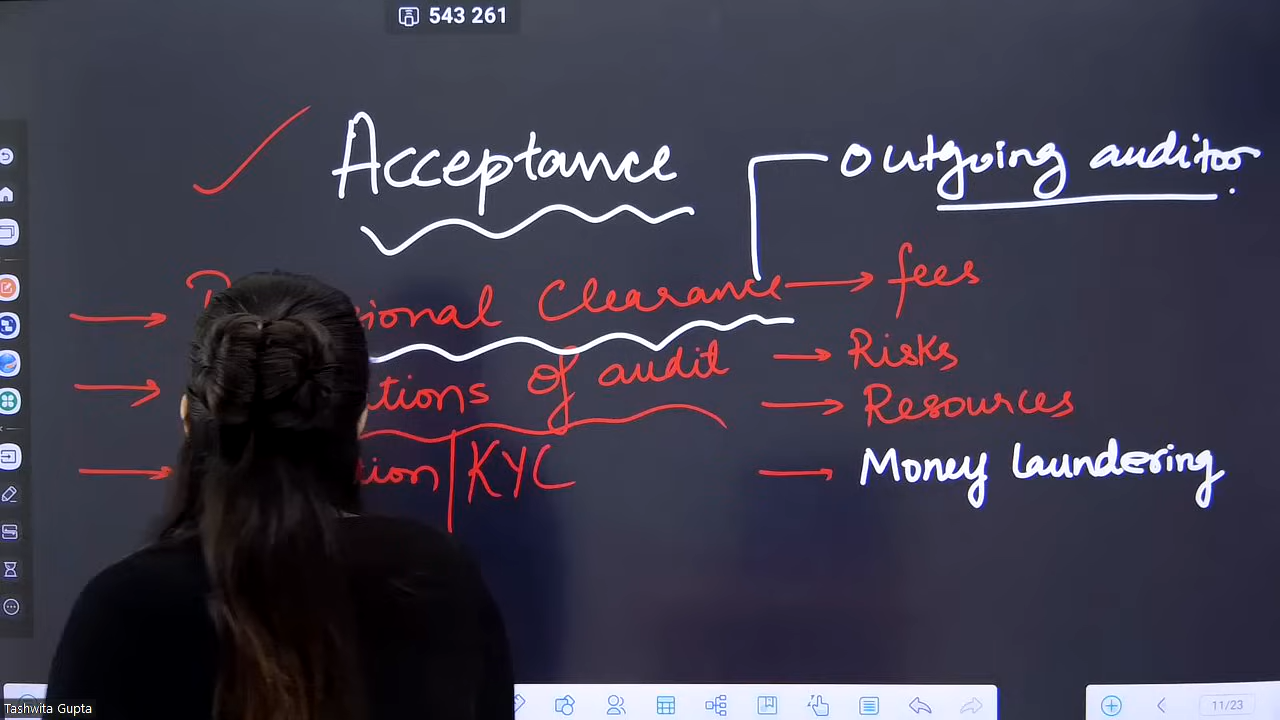 543 261
Acceptance
Outgoing auditor
ional Clearance → fees
tions of audit → Risks
→ Resources
tion | KYC → Money laundering
Tashwita Gupta
11/23